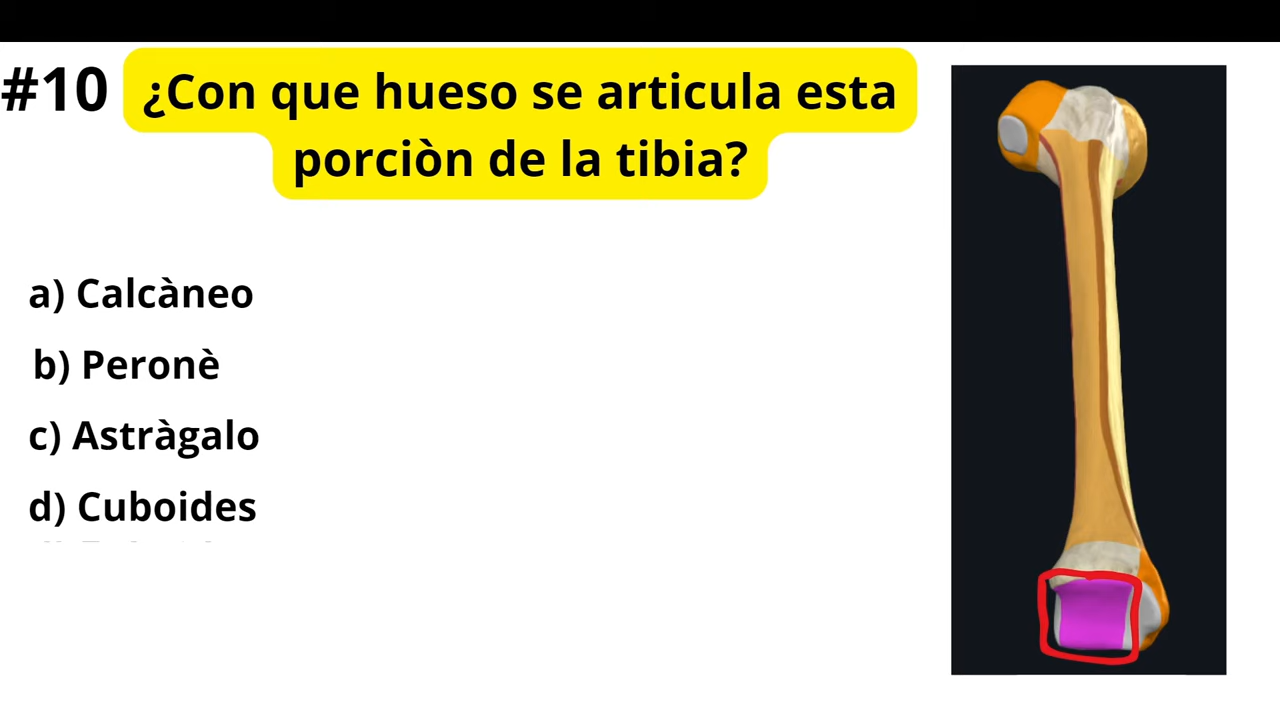 #10 ¿Con que hueso se articula esta
porciòn de la tibia?
a) Calcàneo
b) Peronè
c) Astràgalo
d) Cuboides